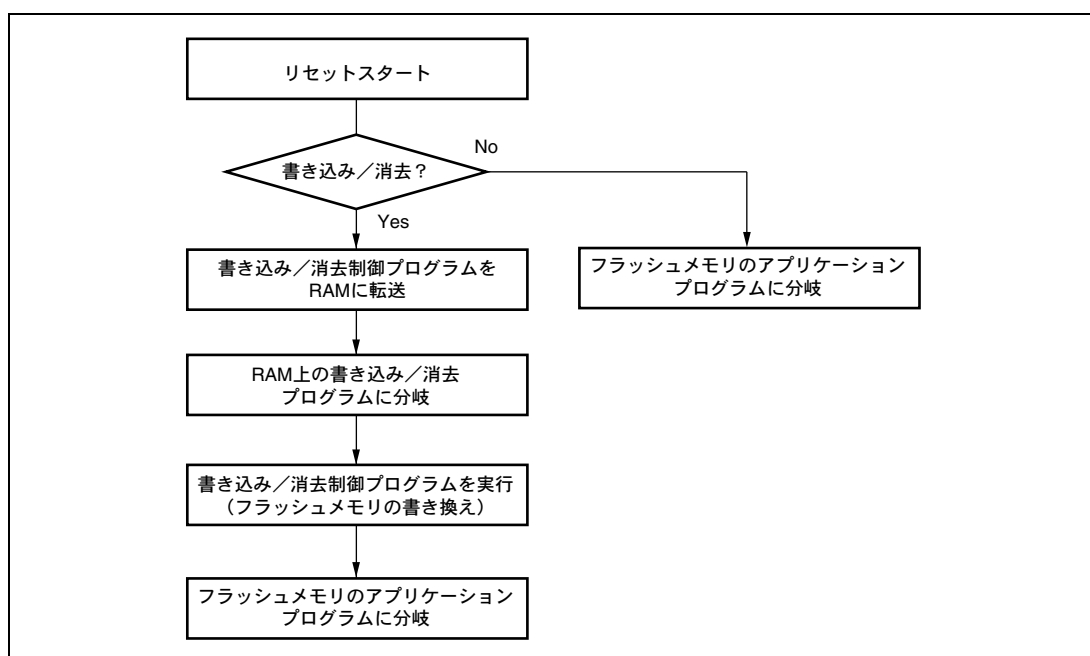 リセットスタート
書き込み／消去？
No
Yes
書き込み／消去制御プログラムを
RAMに転送
フラッシュメモリのアプリケーション
プログラムに分岐
RAM上の書き込み／消去
プログラムに分岐
書き込み／消去制御プログラムを実行
（フラッシュメモリの書き換え）
フラッシュメモリのアプリケーション
プログラムに分岐